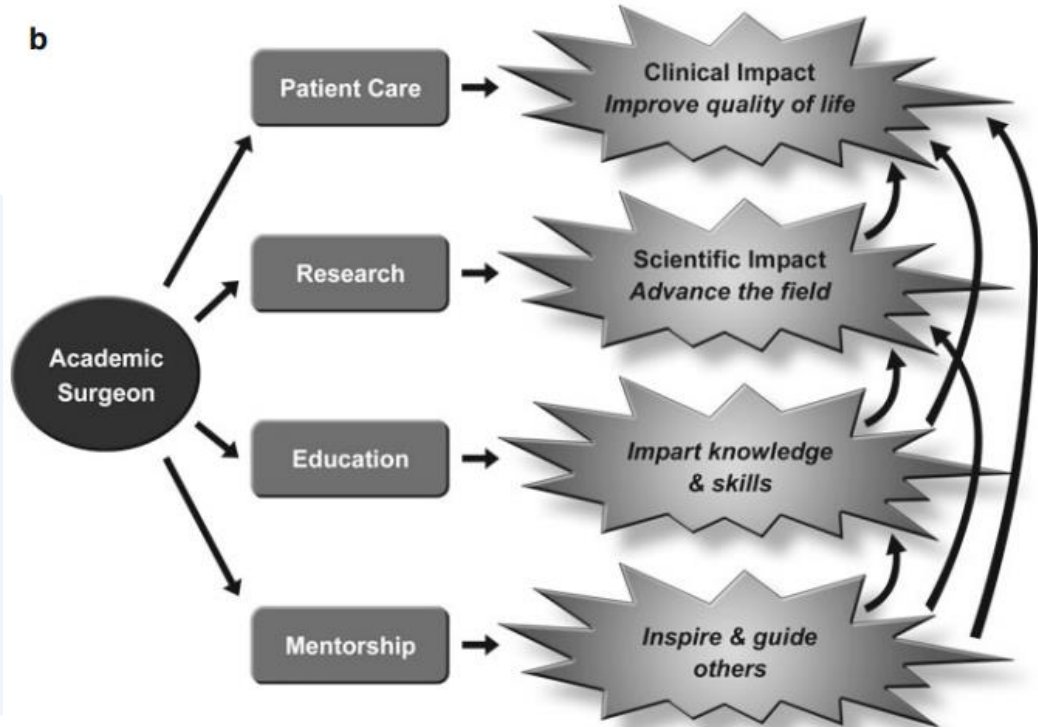 b
Patient Care
Clinical Impact
Improve quality of life
Research
Scientific Impact
Advance the field
Academic
Surgeon
Education
Impart knowledge
& skills
Mentorship
Inspire & guide
others